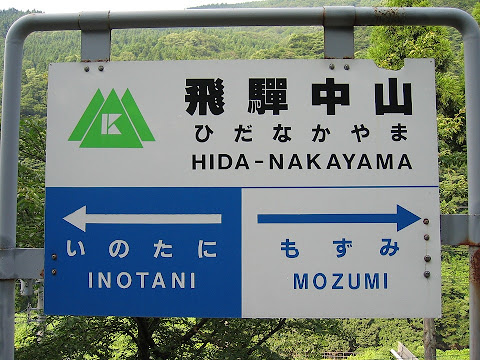 K
飛驒中山
ひだなかやま
HIDA-NAKAYAMA
いのたに
INOTANI
もずみ
MOZUMI